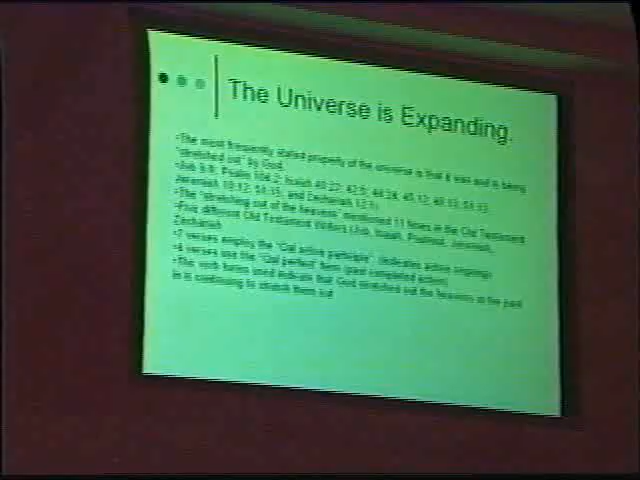 The Universe is Expanding.
•The most frequently stated property of the universe is that it was and is being
"stretched out" by God.
•Job 9:8; Psalm 104:2; Isaiah 40:22; 42:5; 44:24; 45:12; 48:13; 51:13;
Jeremiah 10:12; 51:15; and Zechariah 12:1)
•The "stretching out of the heavens" mentioned 11 times in the Old Testament
•Five different Old Testament Writers (Job, Isaiah, Psalmist, Jeremiah,
Zechariah
•7 verses employ the "Qal active participle". (indicates action ongoing)
•4 verses use the "Qal perfect" form (past completed action)
•The verb forms used indicate that God stretched out the heavens in the past
is continuing to stretch them out